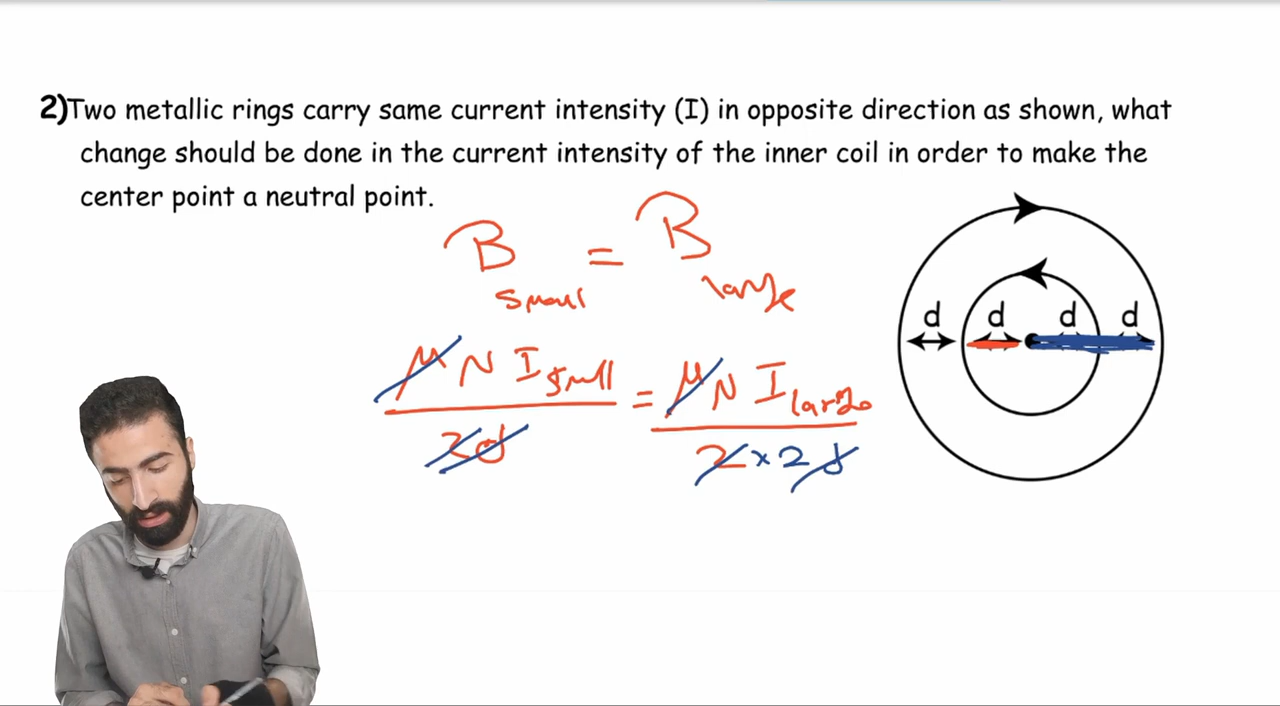 2)Two metallic rings carry same current intensity (I) in opposite direction as shown, what
change should be done in the current intensity of the inner coil in order to make the
center point a neutral point.
B small = B large
μ N I small / 2d = μ N I large / 2 x 2 d
d d d d